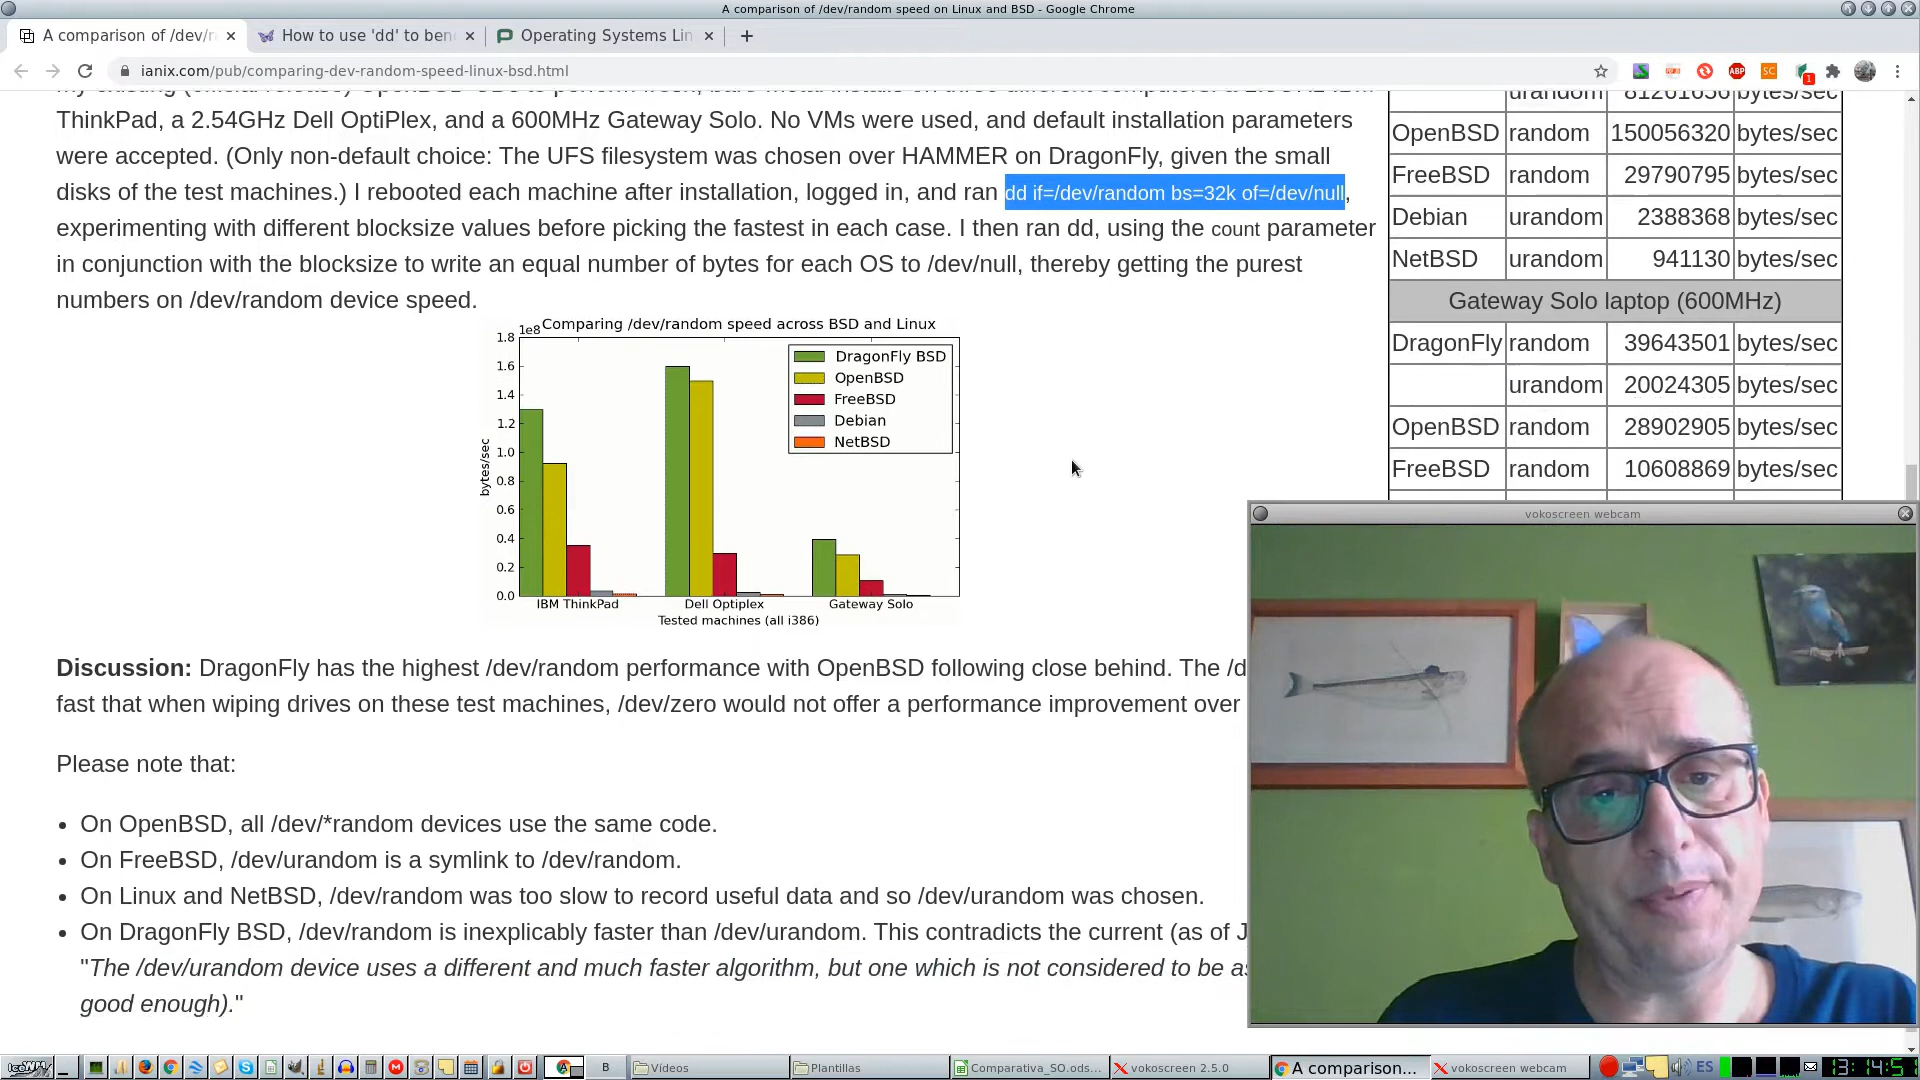 A comparison of /dev/random speed on Linux and BSD - Google Chrome
A comparison of /dev/r
How to use 'dd' to ben
Operating Systems Lin
ianix.com/pub/comparing-dev-random-speed-linux-bsd.html
ABP
SC
1
ThinkPad, a 2.54GHz Dell OptiPlex, and a 600MHz Gateway Solo. No VMs were used, and default installation parameters
were accepted. (Only non-default choice: The UFS filesystem was chosen over HAMMER on DragonFly, given the small
disks of the test machines.) I rebooted each machine after installation, logged in, and ran dd if=/dev/random bs=32k of=/dev/null,
experimenting with different blocksize values before picking the fastest in each case. I then ran dd, using the count parameter
in conjunction with the blocksize to write an equal number of bytes for each OS to /dev/null, thereby getting the purest
numbers on /dev/random device speed.
urandom 81261636 bytes/sec
OpenBSD random 150056320 bytes/sec
FreeBSD random 29790795 bytes/sec
Debian urandom 2388368 bytes/sec
NetBSD urandom 941130 bytes/sec
Gateway Solo laptop (600MHz)
DragonFly random 39643501 bytes/sec
urandom 20024305 bytes/sec
OpenBSD random 28902905 bytes/sec
FreeBSD random 10608869 bytes/sec
1e8
Comparing /dev/random speed across BSD and Linux
1.8
1.6
1.4
1.2
1.0
0.8
0.6
0.4
0.2
0.0
bytes/sec
DragonFly BSD
OpenBSD
FreeBSD
Debian
NetBSD
IBM ThinkPad
Dell Optiplex
Gateway Solo
Tested machines (all i386)
Discussion: DragonFly has the highest /dev/random performance with OpenBSD following close behind. The /d
fast that when wiping drives on these test machines, /dev/zero would not offer a performance improvement over
Please note that:
• On OpenBSD, all /dev/*random devices use the same code.
• On FreeBSD, /dev/urandom is a symlink to /dev/random.
• On Linux and NetBSD, /dev/random was too slow to record useful data and so /dev/urandom was chosen.
• On DragonFly BSD, /dev/random is inexplicably faster than /dev/urandom. This contradicts the current (as of J
"The /dev/urandom device uses a different and much faster algorithm, but one which is not considered to be as
good enough)."
vokoscreen webcam
B
Vídeos
Plantillas
Comparativa_SO.ods...
vokoscreen 2.5.0
A comparison...
vokoscreen webcam
ES
13:14:5